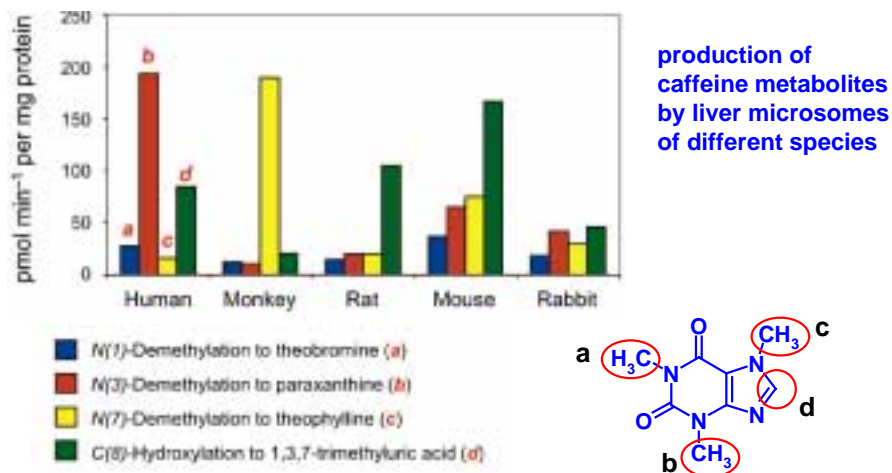 250
200
150
100
50
0
pmol min⁻¹ per mg protein
a
b
c
d
Human Monkey Rat Mouse Rabbit
production of
caffeine metabolites
by liver microsomes
of different species
N(1)-Demethylation to theobromine (a)
N(3)-Demethylation to paraxanthine (b)
N(7)-Demethylation to theophylline (c)
C(8)-Hydroxylation to 1,3,7-trimethyluric acid (d)
O
CH₃ c
a H₃C
N N
d
O N N
b CH₃